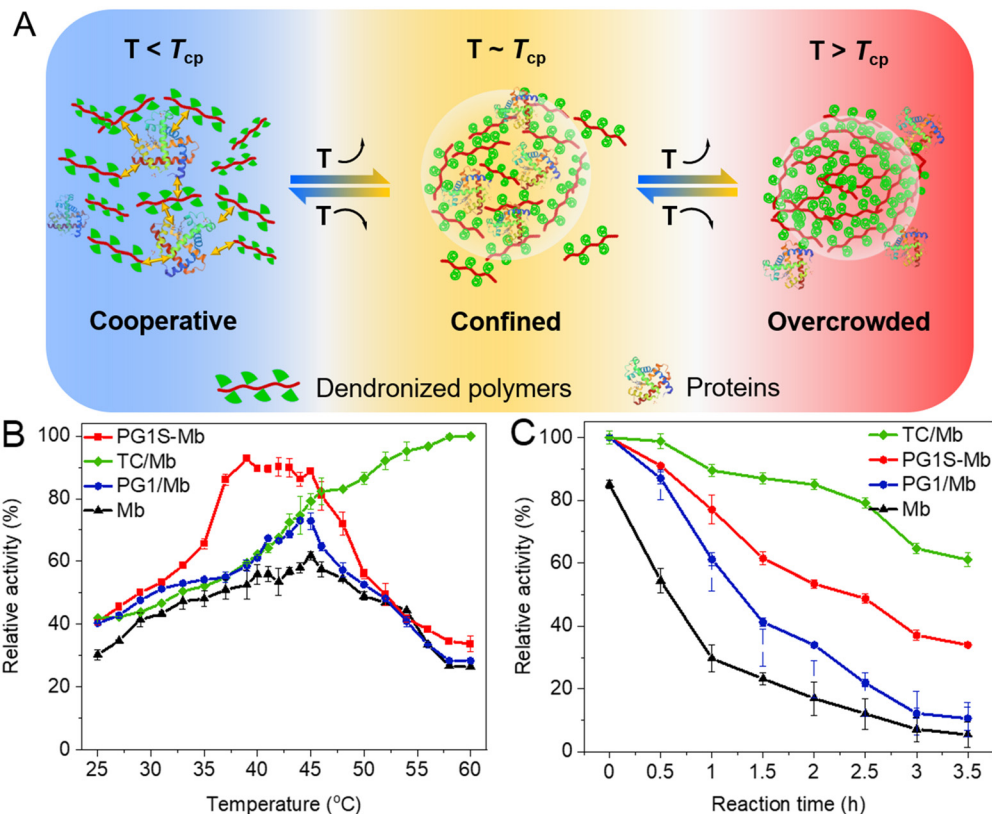 A
T < Tcp
T ~ Tcp
T > Tcp
T
T
T
T
Cooperative
Confined
Overcrowded
Dendronized polymers
Proteins
B
PG1S-Mb
TC/Mb
PG1/Mb
Mb
Relative activity (%)
100
80
60
40
20
0
25
30
35
40
45
50
55
60
Temperature (°C)
C
TC/Mb
PG1S-Mb
PG1/Mb
Mb
Relative activity (%)
100
80
60
40
20
0
0
0.5
1
1.5
2
2.5
3
3.5
Reaction time (h)